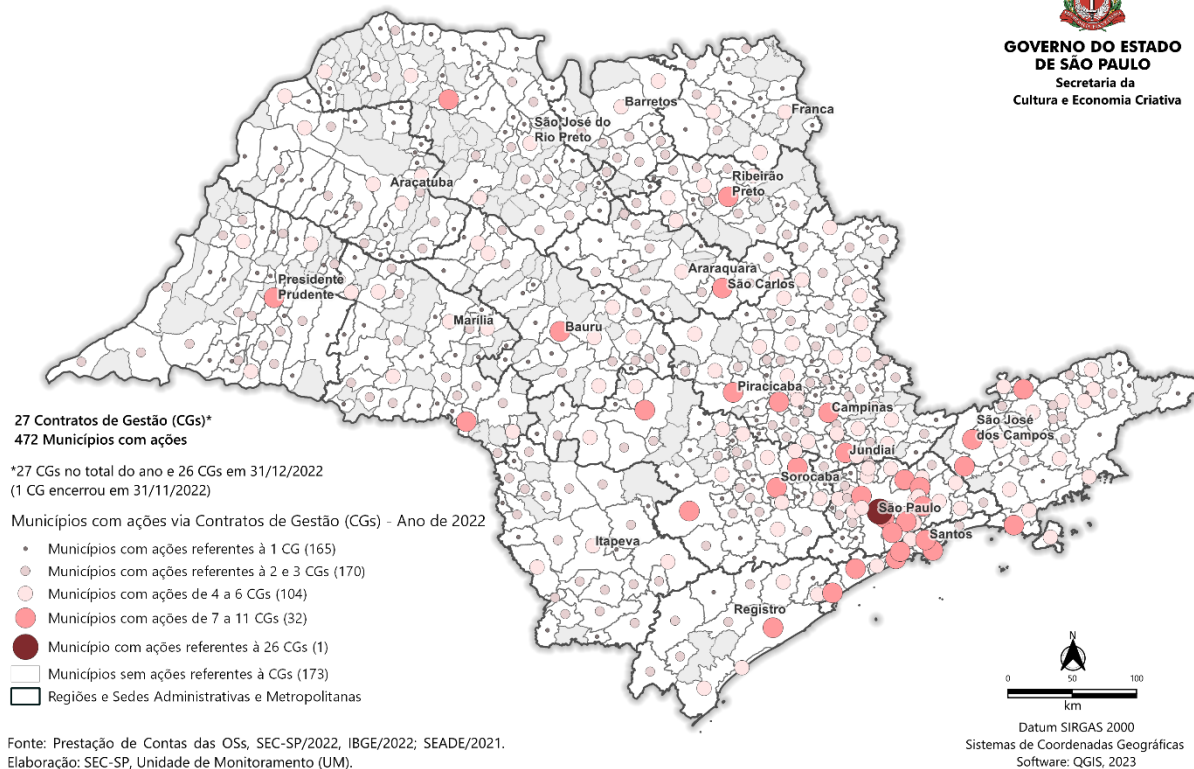 GOVERNO DO ESTADO
DE SÃO PAULO
Secretaria da
Cultura e Economia Criativa
Barretos
Franca
São José do
Rio Preto
Ribeirão
Preto
Araçatuba
Araraquara
São Carlos
Presidente
Prudente
Marília
Bauru
Piracicaba
Campinas
São José
dos Campos
Jundiaí
Sorocaba
São Paulo
Santos
Itapeva
Registro
27 Contratos de Gestão (CGs)*
472 Municípios com ações
*27 CGs no total do ano e 26 CGs em 31/12/2022
(1 CG encerrou em 31/11/2022)
Municípios com ações via Contratos de Gestão (CGs) - Ano de 2022
Municípios com ações referentes à 1 CG (165)
Municípios com ações referentes à 2 e 3 CGs (170)
Municípios com ações de 4 a 6 CGs (104)
Municípios com ações de 7 a 11 CGs (32)
Município com ações referentes à 26 CGs (1)
Municípios sem ações referentes à CGs (173)
Regiões e Sedes Administrativas e Metropolitanas
Fonte: Prestação de Contas das OSs, SEC-SP/2022, IBGE/2022; SEADE/2021.
Elaboração: SEC-SP, Unidade de Monitoramento (UM).
N
0 50 100
km
Datum SIRGAS 2000
Sistemas de Coordenadas Geográficas
Software: QGIS, 2023